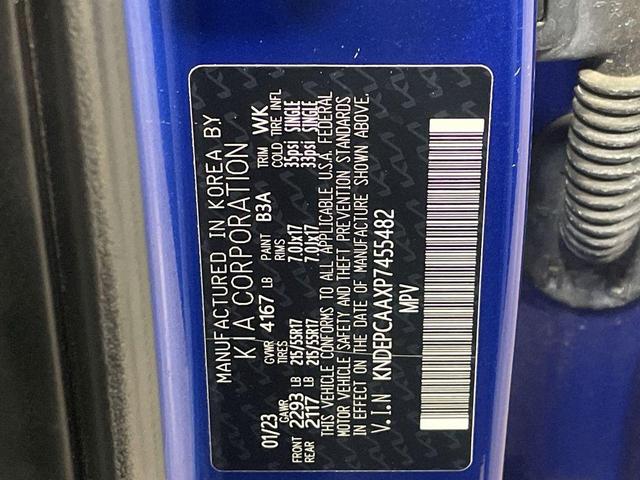 MANUFACTURED IN KOREA BY
KIA CORPORATION
01/23 GVWR 4167 LB PAINT B3A TRIM WK
GAWR TIRES RIMS COLD TIRE INFL
FRONT 2293 LB 215/55R17 7.0Jx17 35psi SINGLE
REAR 2117 LB 215/55R17 7.0Jx17 33psi SINGLE
THIS VEHICLE CONFORMS TO ALL APPLICABLE U.S.A. FEDERAL
MOTOR VEHICLE SAFETY AND THEFT PREVENTION STANDARDS
IN EFFECT ON THE DATE OF MANUFACTURE SHOWN ABOVE.
V.I.N KNDEPCAAXP7455482
MPV